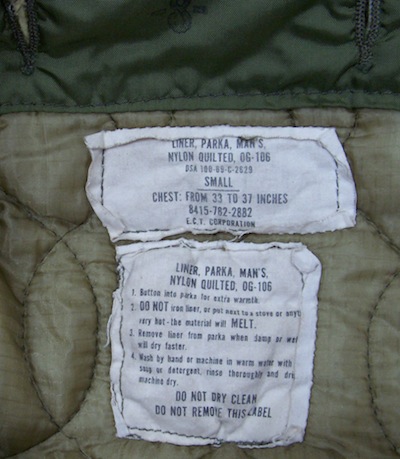 LINER, PARKA, MAN'S,
NYLON QUILTED, OG-106
DSA 100-65-C-2629
SMALL
CHEST: FROM 33 TO 37 INCHES
8415-782-2882
E.C.I. CORPORATION
LINER, PARKA, MAN'S,
NYLON QUILTED, OG-106
1. Button into parka for extra warmth.
2. DO NOT iron liner, or put next to a stove or anyt
very hot - the material will MELT.
3. Remove liner from parka when damp or wet
will dry faster.
4. Wash by hand or machine in warm water with
soap or detergent, rinse thoroughly and dry
machine dry.
DO NOT DRY CLEAN
DO NOT REMOVE THIS LABEL